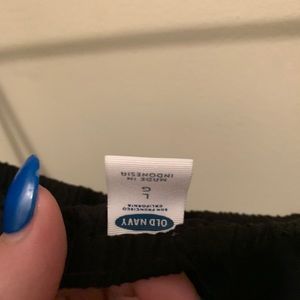 OLD NAVY
SAN FRANCISCO
CALIFORNIA
L
G
MADE IN
INDONESIA